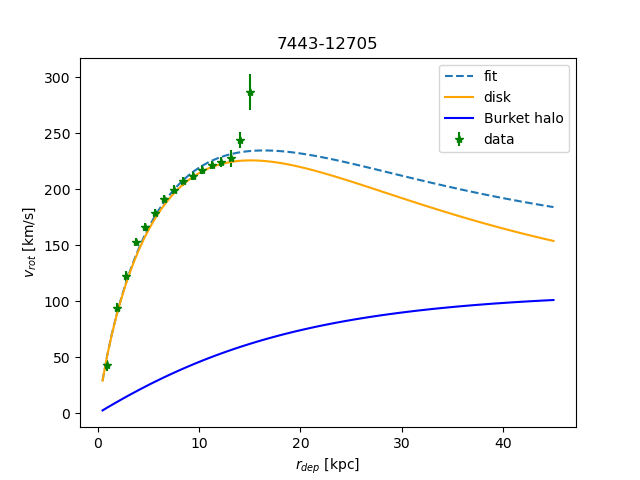 7443-12705
fit
disk
Burket halo
data
300
250
200
150
100
50
0
v_rot [km/s]
0 10 20 30 40
r_dep [kpc]